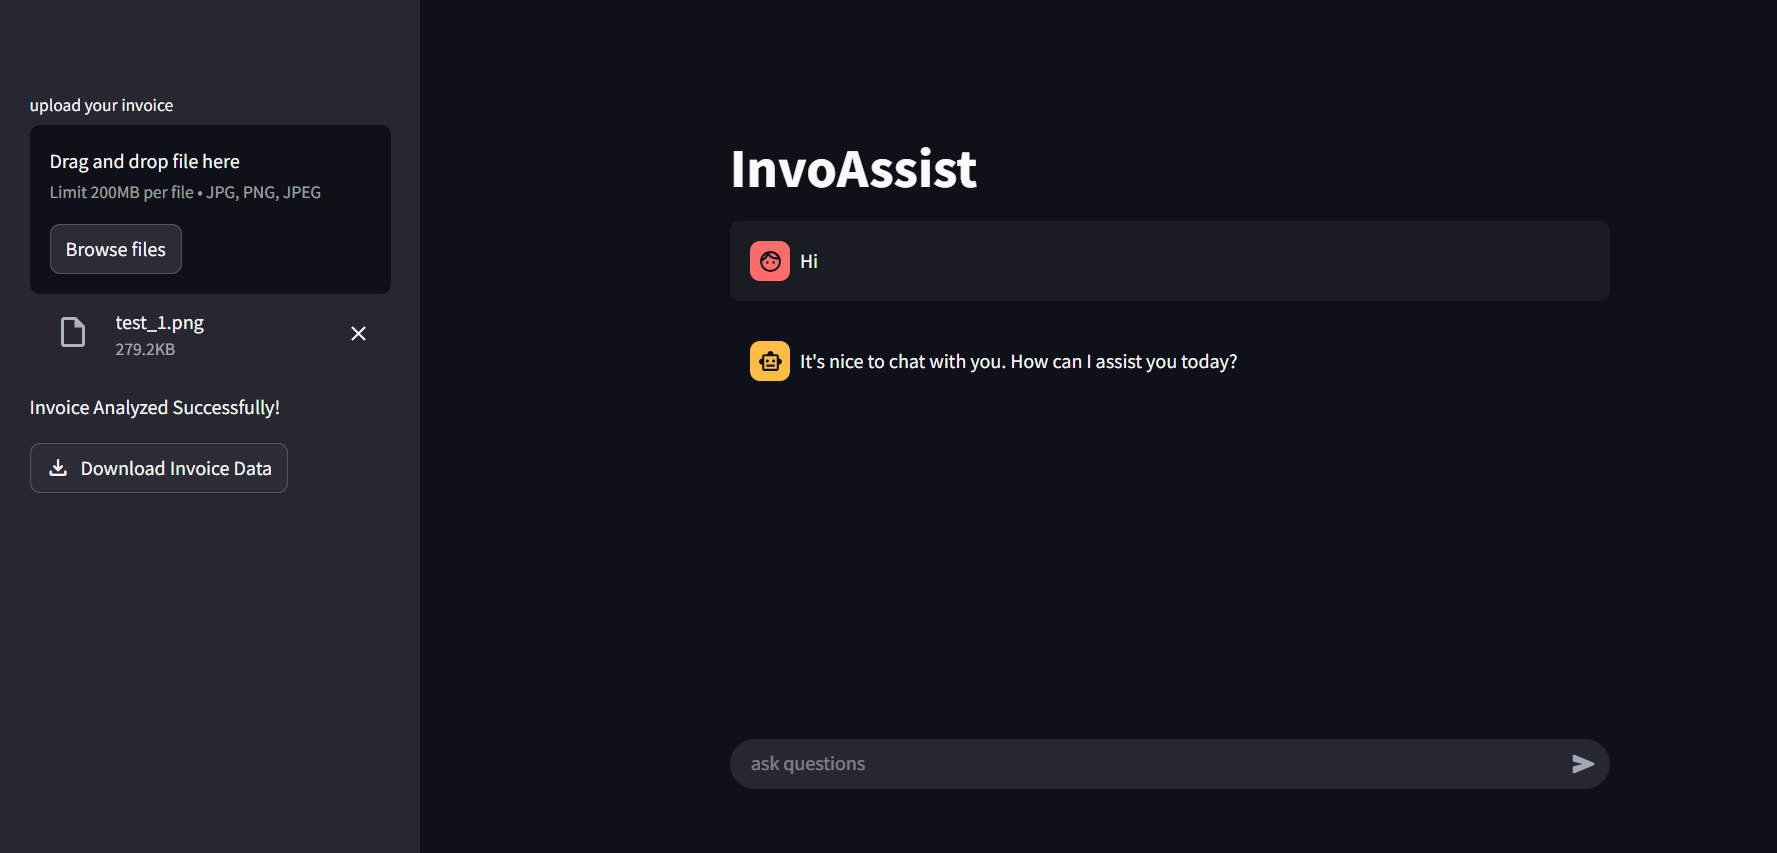 upload your invoice
Drag and drop file here
Limit 200MB per file • JPG, PNG, JPEG
Browse files
test_1.png
279.2KB
Invoice Analyzed Successfully!
Download Invoice Data
InvoAssist
Hi
It's nice to chat with you. How can I assist you today?
ask questions